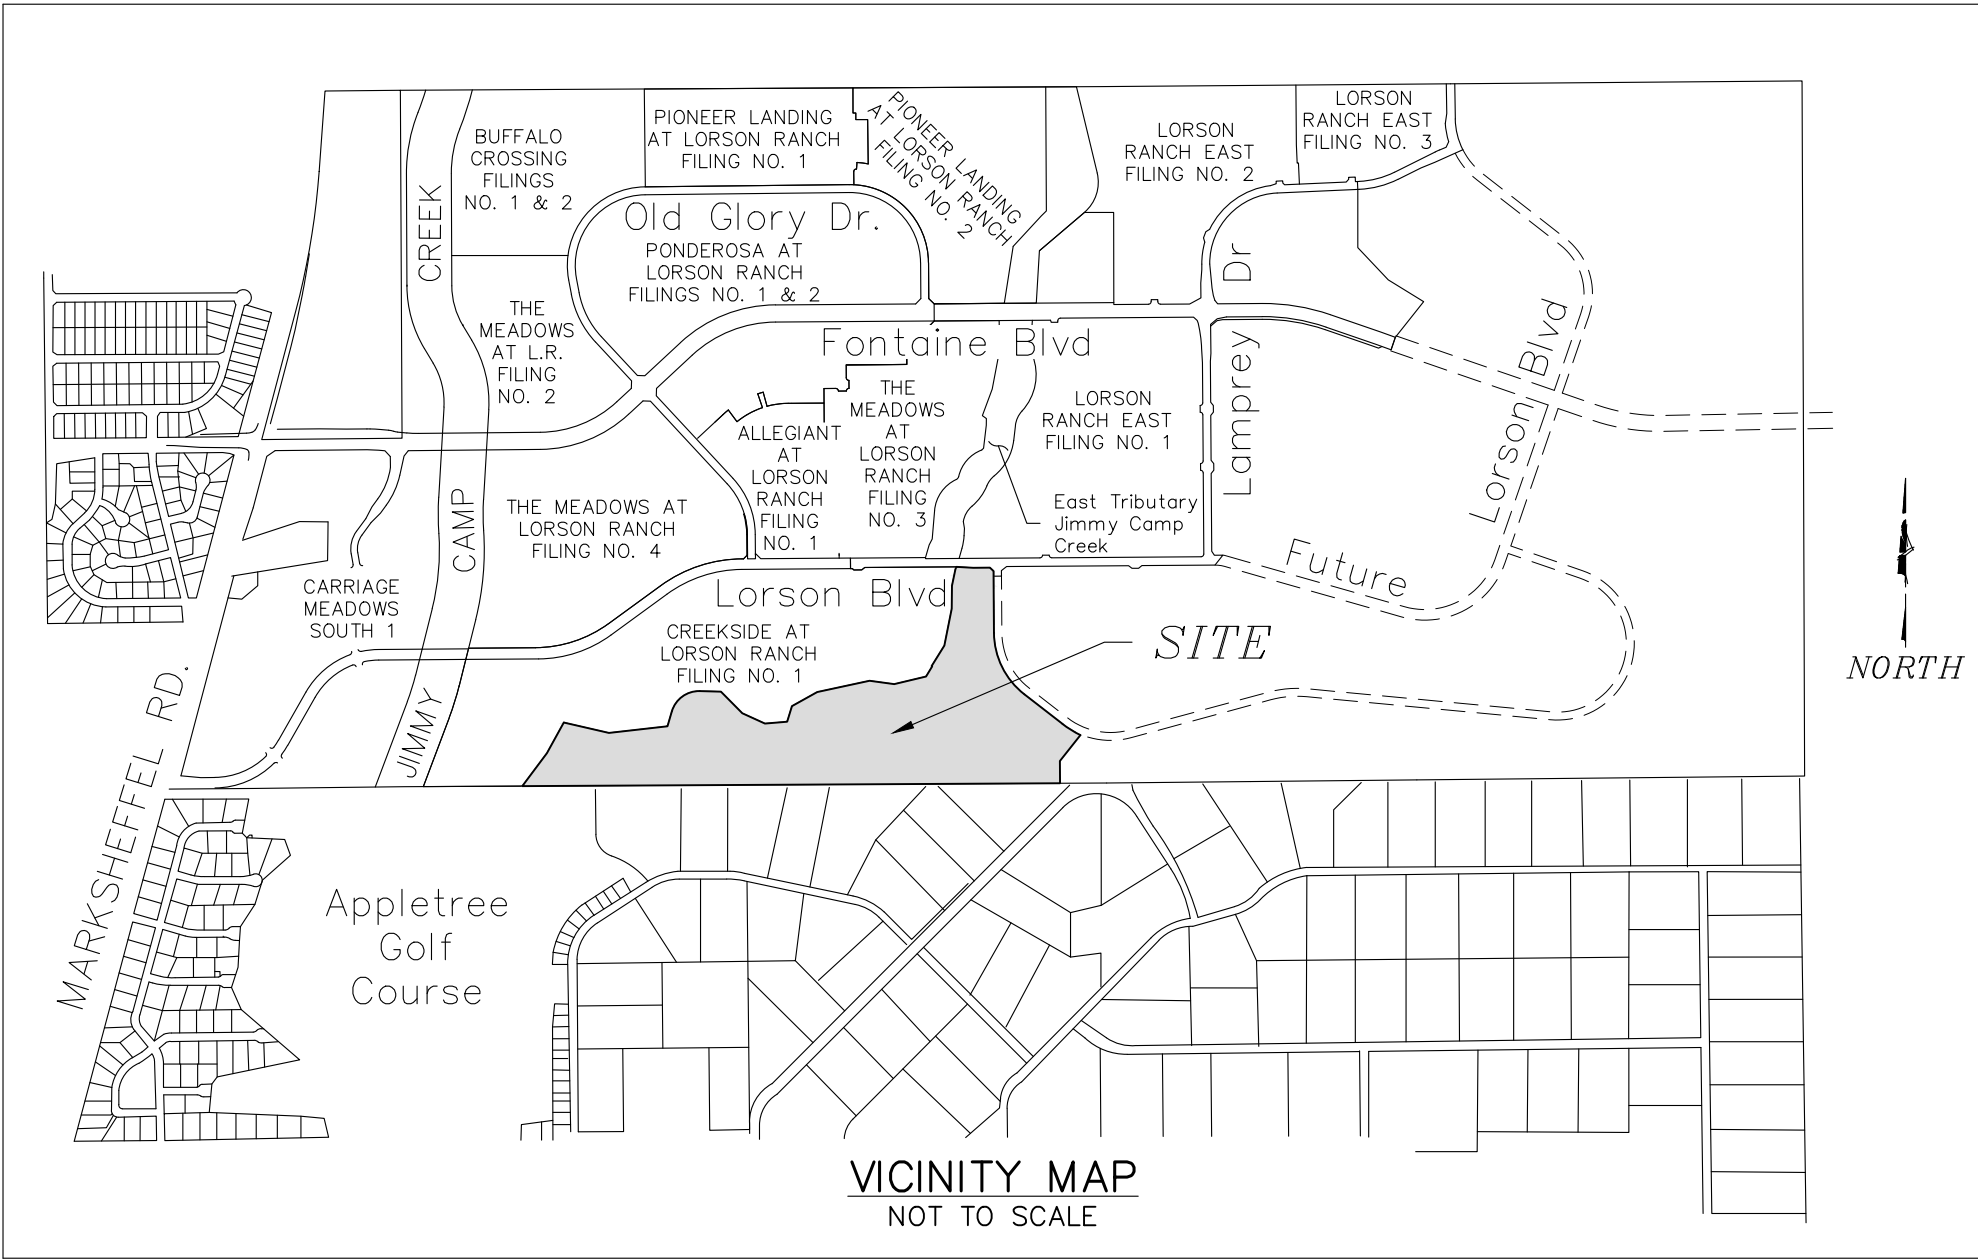 BUFFALO
CROSSING
FILINGS
NO. 1 & 2
PIONEER LANDING
AT LORSON RANCH
FILING NO. 1
PIONEER LANDING
AT LORSON RANCH
FILING NO. 2
LORSON
RANCH EAST
FILING NO. 2
LORSON
RANCH EAST
FILING NO. 3
Old Glory Dr.
PONDEROSA AT
LORSON RANCH
FILINGS NO. 1 & 2
THE
MEADOWS
AT L.R.
FILING
NO. 2
Fontaine Blvd
Lamprey Dr
Lorson Blvd
ALLEGIANT
AT
LORSON
RANCH
FILING
NO. 1
THE
MEADOWS
AT
LORSON
RANCH
FILING
NO. 3
LORSON
RANCH EAST
FILING NO. 1
East Tributary
Jimmy Camp
Creek
THE MEADOWS AT
LORSON RANCH
FILING NO. 4
JIMMY CAMP CREEK
CARRIAGE
MEADOWS
SOUTH 1
Lorson Blvd
Future
CREEKSIDE AT
LORSON RANCH
FILING NO. 1
SITE
NORTH
MARKSHEFFEL RD.
Appletree
Golf
Course
VICINITY MAP
NOT TO SCALE